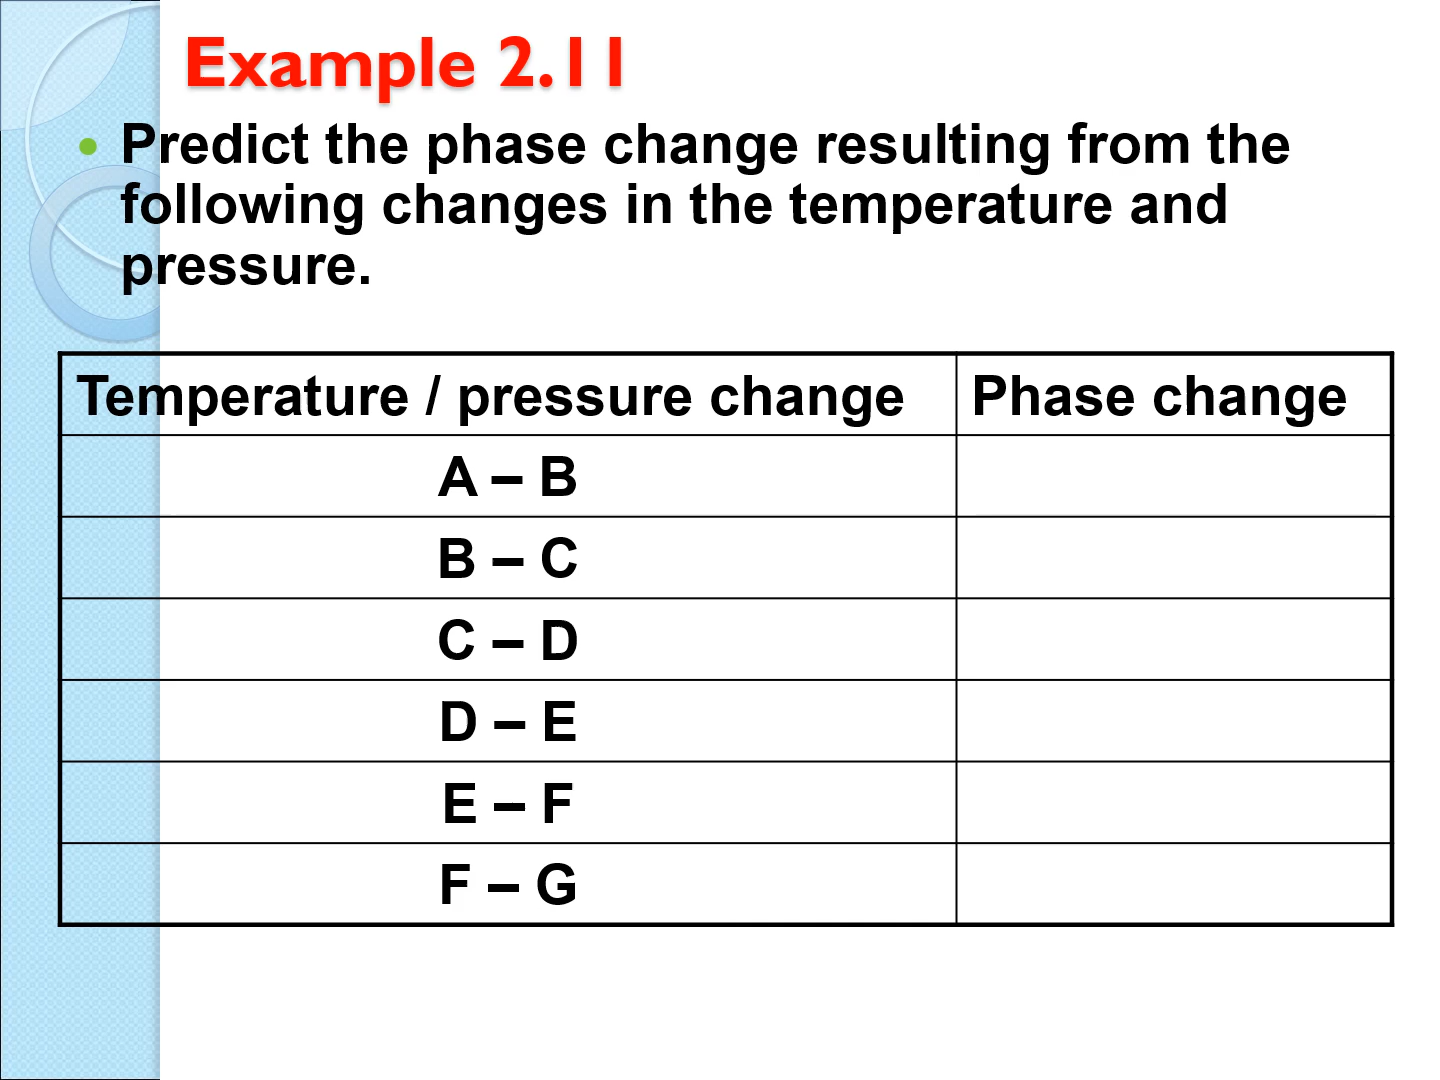 Example 2.11
• Predict the phase change resulting from the
following changes in the temperature and
pressure.
Temperature / pressure change Phase change
A – B
B – C
C – D
D – E
E – F
F – G